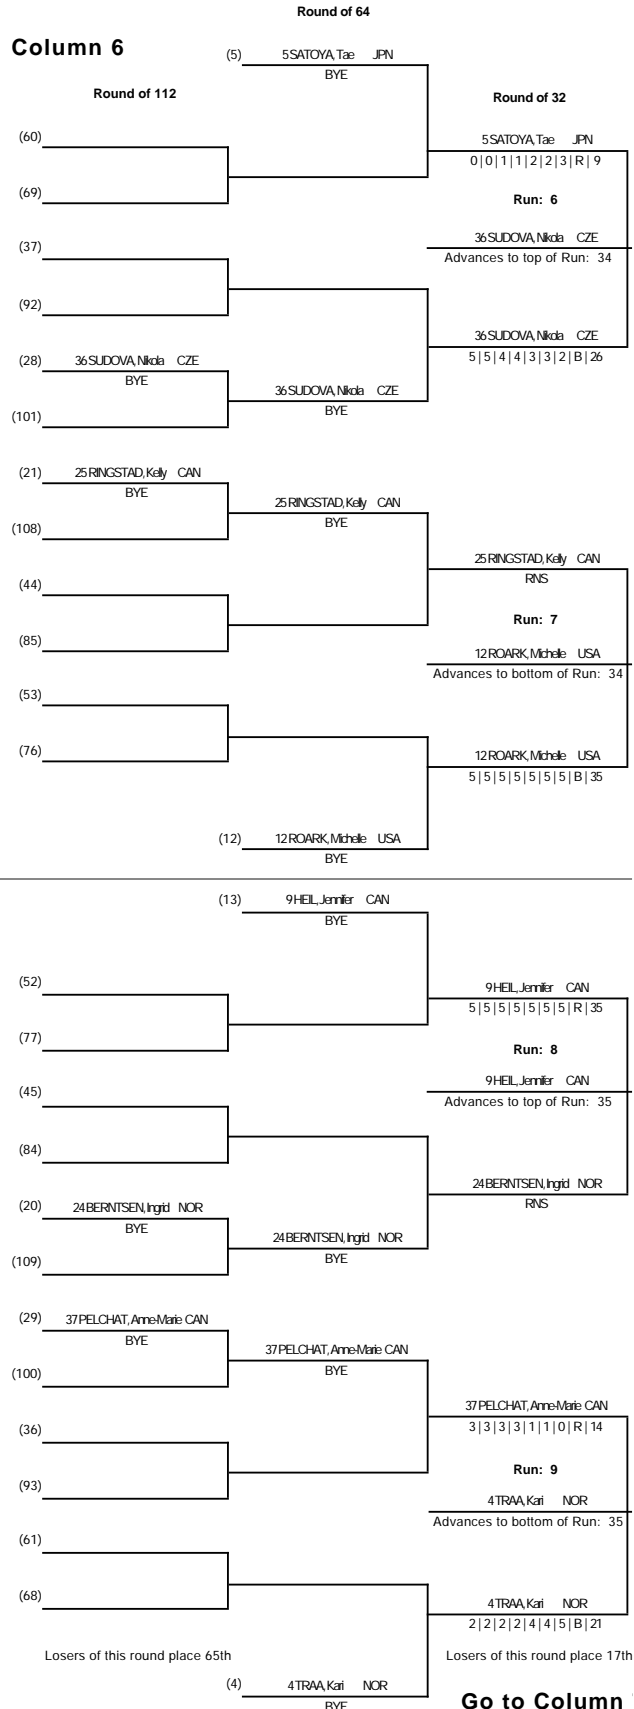 Round of 64
Column 6
(5) 5 SATOYA, Tae JPN
BYE
Round of 112
Round of 32
(60)
5 SATOYA, Tae JPN
0 | 0 | 1 | 1 | 2 | 2 | 3 | R | 9
(69)
Run: 6
(37)
36 SUDOVA, Nikola CZE
Advances to top of Run: 34
(92)
36 SUDOVA, Nikola CZE
5 | 5 | 4 | 4 | 3 | 3 | 2 | B | 26
(28) 36 SUDOVA, Nikola CZE
BYE
36 SUDOVA, Nikola CZE
BYE
(101)
(21) 25 RINGSTAD, Kelly CAN
BYE
25 RINGSTAD, Kelly CAN
BYE
(108)
25 RINGSTAD, Kelly CAN
RNS
(44)
Run: 7
(85)
12 ROARK, Michelle USA
Advances to bottom of Run: 34
(53)
(76)
12 ROARK, Michelle USA
5 | 5 | 5 | 5 | 5 | 5 | 5 | B | 35
(12) 12 ROARK, Michelle USA
BYE
(13) 9 HEIL, Jennifer CAN
BYE
(52)
9 HEIL, Jennifer CAN
5 | 5 | 5 | 5 | 5 | 5 | 5 | R | 35
(77)
Run: 8
(45)
9 HEIL, Jennifer CAN
Advances to top of Run: 35
(84)
24 BERNTSEN, Ingrid NOR
RNS
(20) 24 BERNTSEN, Ingrid NOR
BYE
24 BERNTSEN, Ingrid NOR
BYE
(109)
(29) 37 PELCHAT, Anne-Marie CAN
BYE
37 PELCHAT, Anne-Marie CAN
BYE
(100)
37 PELCHAT, Anne-Marie CAN
3 | 3 | 3 | 3 | 1 | 1 | 0 | R | 14
(36)
Run: 9
(93)
4 TRAA, Kari NOR
Advances to bottom of Run: 35
(61)
(68)
4 TRAA, Kari NOR
2 | 2 | 2 | 2 | 4 | 4 | 5 | B | 21
Losers of this round place 65th
Losers of this round place 17th
(4) 4 TRAA, Kari NOR
BYE
Go to Column